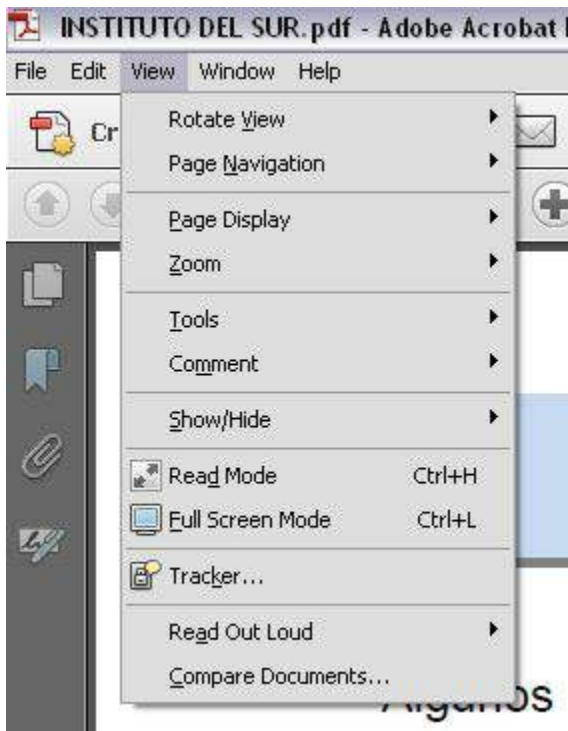 INSTITUTO DEL SUR.pdf - Adobe Acrobat
File Edit View Window Help
Cr
Rotate View
Page Navigation
Page Display
Zoom
Tools
Comment
Show/Hide
Read Mode Ctrl+H
Full Screen Mode Ctrl+L
Tracker...
Read Out Loud
Compare Documents...
Algunos